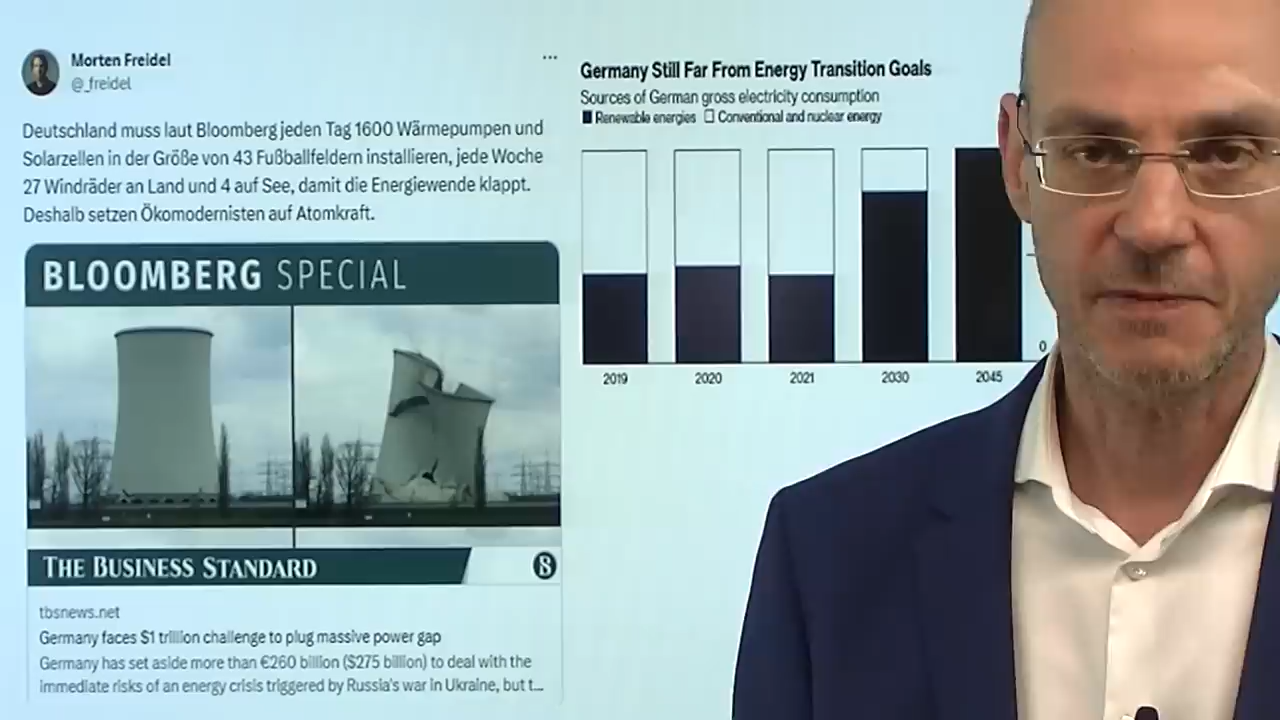 Morten Freidel
@_freidel
Deutschland muss laut Bloomberg jeden Tag 1600 Wärmepumpen und
Solarzellen in der Größe von 43 Fußballfeldern installieren, jede Woche
27 Windräder an Land und 4 auf See, damit die Energiewende klappt.
Deshalb setzen Ökomodernisten auf Atomkraft.
BLOOMBERG SPECIAL
THE BUSINESS STANDARD
tbsnews.net
Germany faces $1 trillion challenge to plug massive power gap
Germany has set aside more than €260 billion ($275 billion) to deal with the
immediate risks of an energy crisis triggered by Russia's war in Ukraine, but t...
Germany Still Far From Energy Transition Goals
Sources of German gross electricity consumption
Renewable energies Conventional and nuclear energy
0
2019 2020 2021 2030 2045